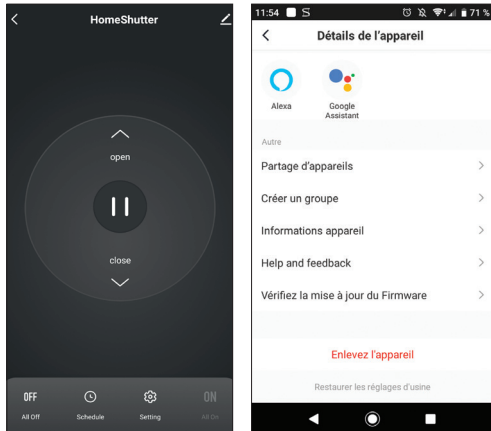 HomeShutter
open
close
OFF
ON
All Off
Schedule
Setting
All On
11:54
71 %
Détails de l'appareil
Alexa
Google
Assistant
Autre
Partage d'appareils
Créer un groupe
Informations appareil
Help and feedback
Vérifiez la mise à jour du Firmware
Enlevez l'appareil
Restaurer les réglages d'usine